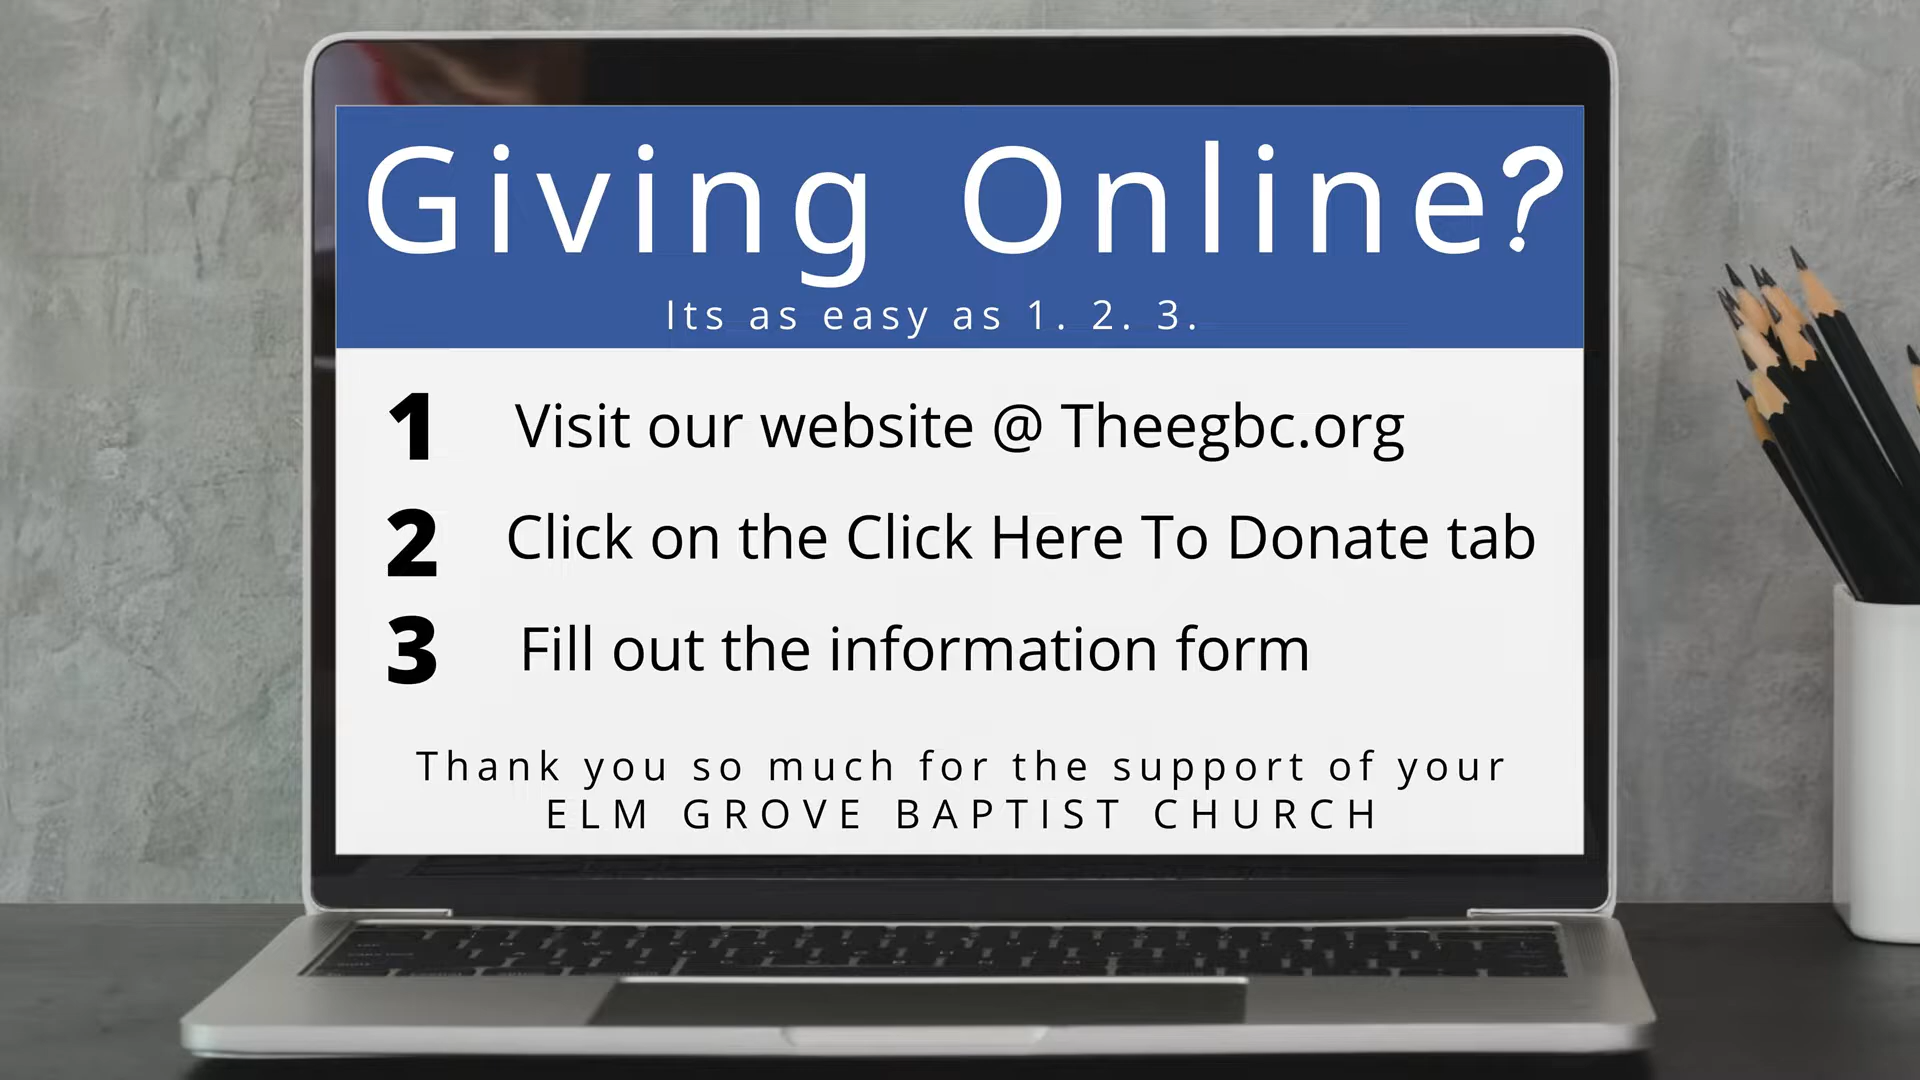 Giving Online?
Its as easy as 1. 2. 3.
1 Visit our website @ Theegbc.org
2 Click on the Click Here To Donate tab
3 Fill out the information form
Thank you so much for the support of your
ELM GROVE BAPTIST CHURCH